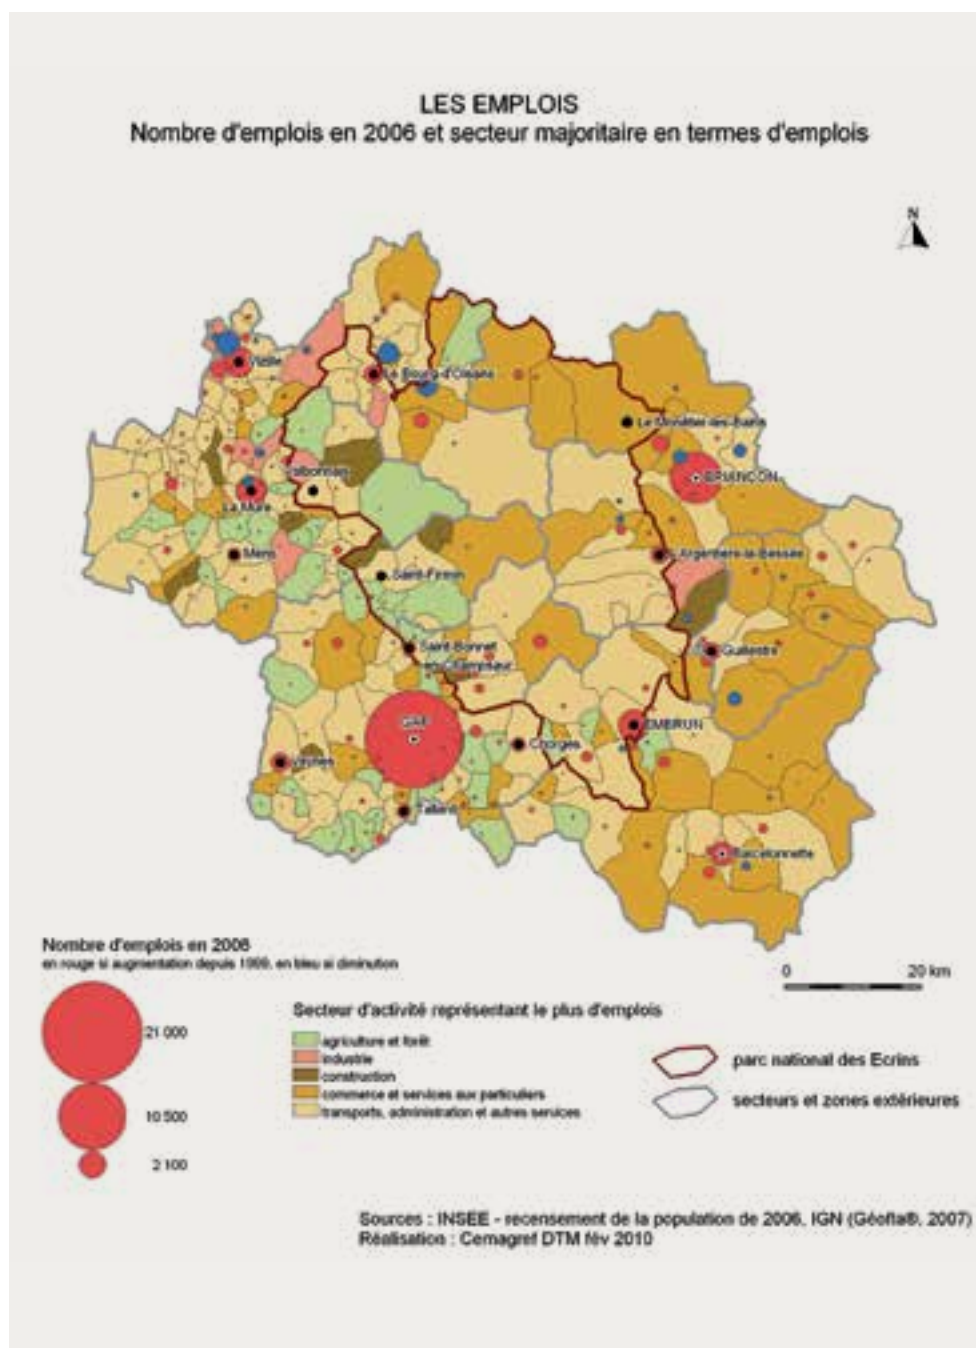 LES EMPLOIS
Nombre d'emplois en 2006 et secteur majoritaire en termes d'emplois
N
Vizille
Le Bourg-d'Oisans
Le Monêtier-les-Bains
Valbonnais
BRIANÇON
La Mure
Mens
L'Argentière-la-Bessée
Saint-Firmin
Saint-Bonnet
en-Champsaur
Guillestre
GAP
EMBRUN
Chorges
Veynes
Tallard
Barcelonnette
Nombre d'emplois en 2006
en rouge si augmentation depuis 1999, en bleu si diminution
0 20 km
21 000
10 500
2 100
Secteur d'activité représentant le plus d'emplois
agriculture et forêt
industrie
construction
commerce et services aux particuliers
transports, administration et autres services
parc national des Ecrins
secteurs et zones extérieures
Sources : INSEE - recensement de la population de 2006, IGN (Géofla®, 2007)
Réalisation : Cemagref DTM fév 2010